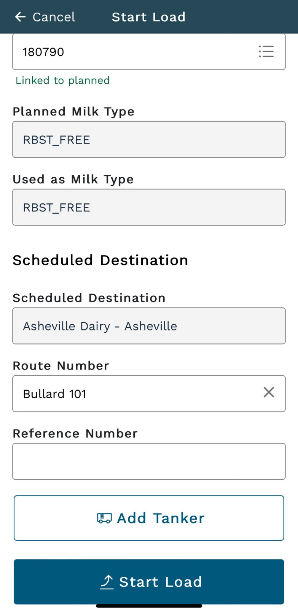 Cancel Start Load
180790
Linked to planned
Planned Milk Type
RBST_FREE
Used as Milk Type
RBST_FREE
Scheduled Destination
Scheduled Destination
Asheville Dairy - Asheville
Route Number
Bullard 101
Reference Number
Add Tanker
Start Load